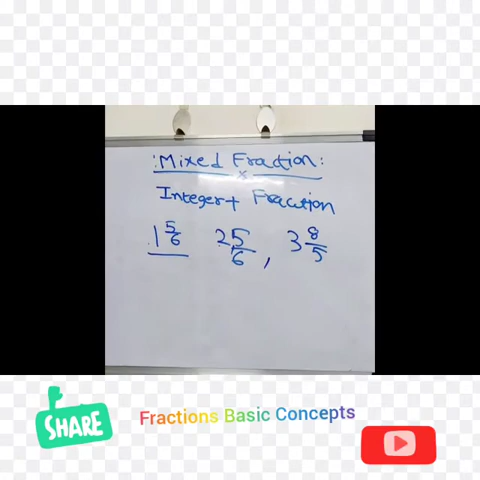 :Mixed Fraction:
Integer + Fraction
1 5/6 2 5/6, 3 8/5
SHARE
Fractions Basic Concepts